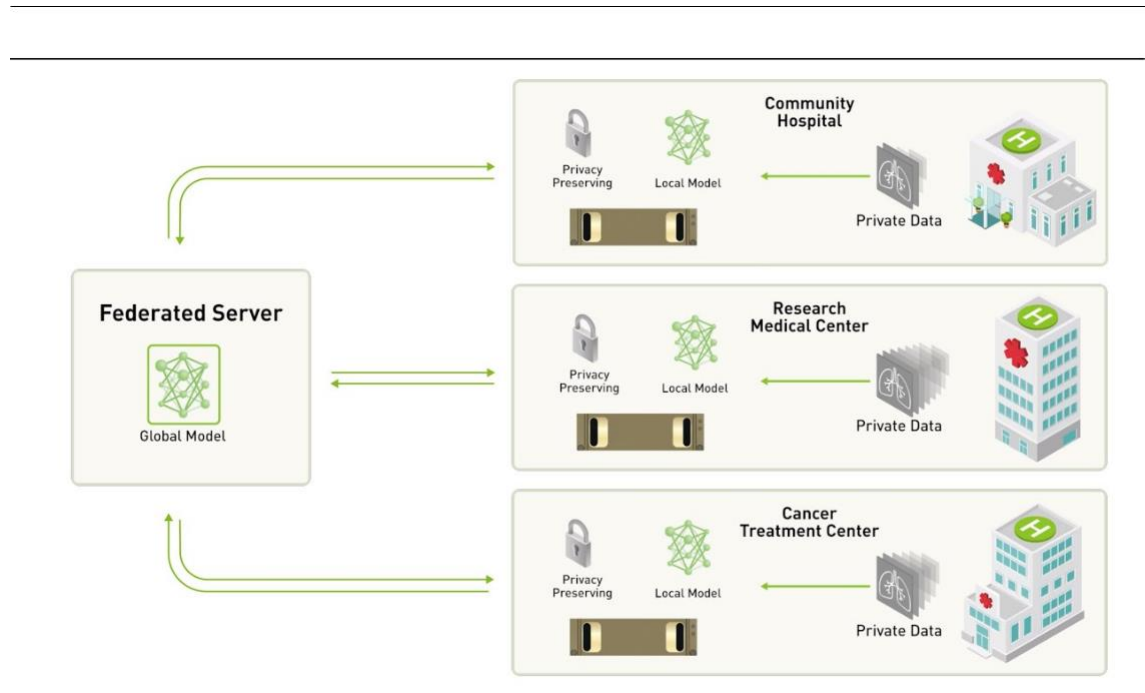 Community
Hospital
Privacy
Preserving
Local Model
Private Data
H
Federated Server
Global Model
Research
Medical Center
Privacy
Preserving
Local Model
Private Data
H
Cancer
Treatment Center
Privacy
Preserving
Local Model
Private Data
H